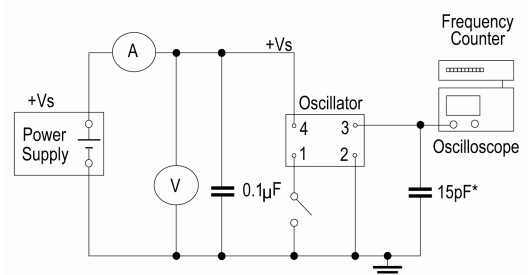 Frequency
Counter
A
+Vs
+Vs
Oscillator
Power
Supply
4
3
1
2
Oscilloscope
V
0.1µF
15pF*